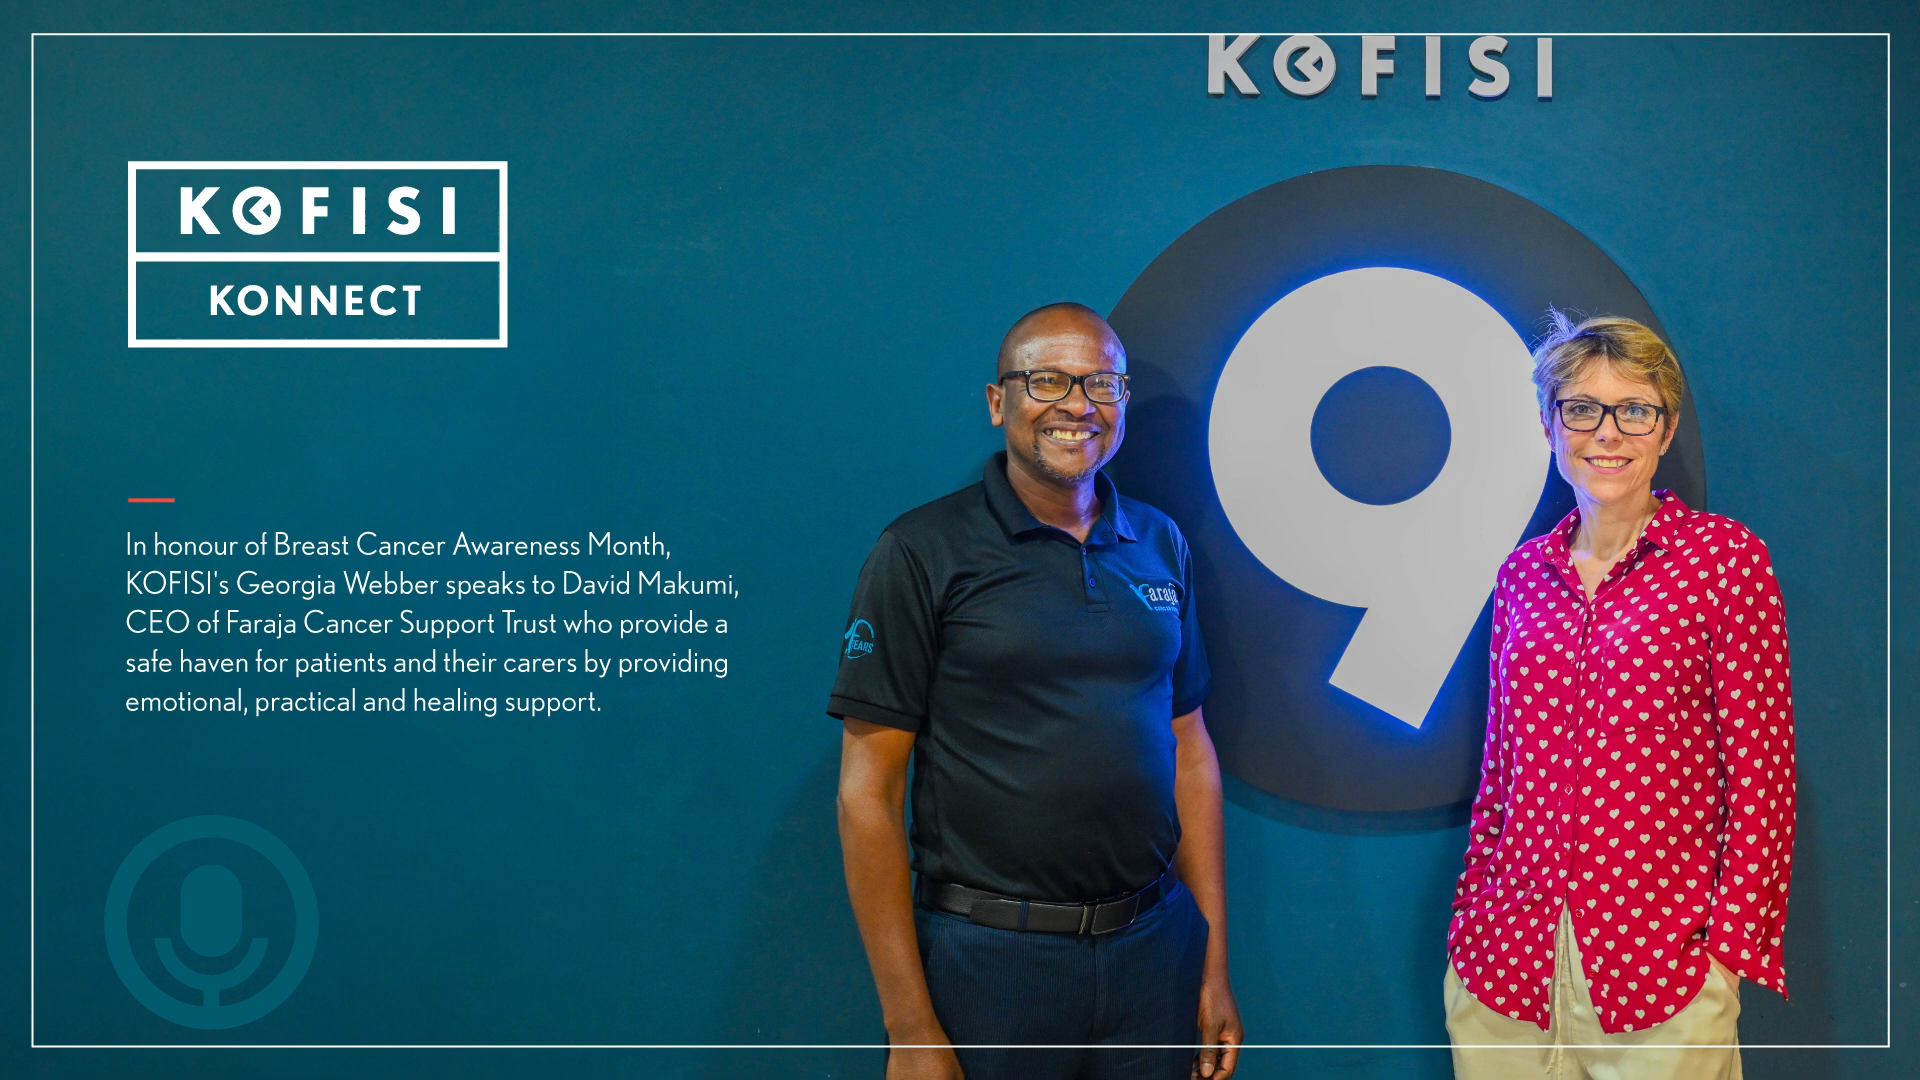 KOFISI
KOFISI
KONNECT
9
In honour of Breast Cancer Awareness Month,
KOFISI's Georgia Webber speaks to David Makumi,
CEO of Faraja Cancer Support Trust who provide a
safe haven for patients and their carers by providing
emotional, practical and healing support.
Faraja
YEARS